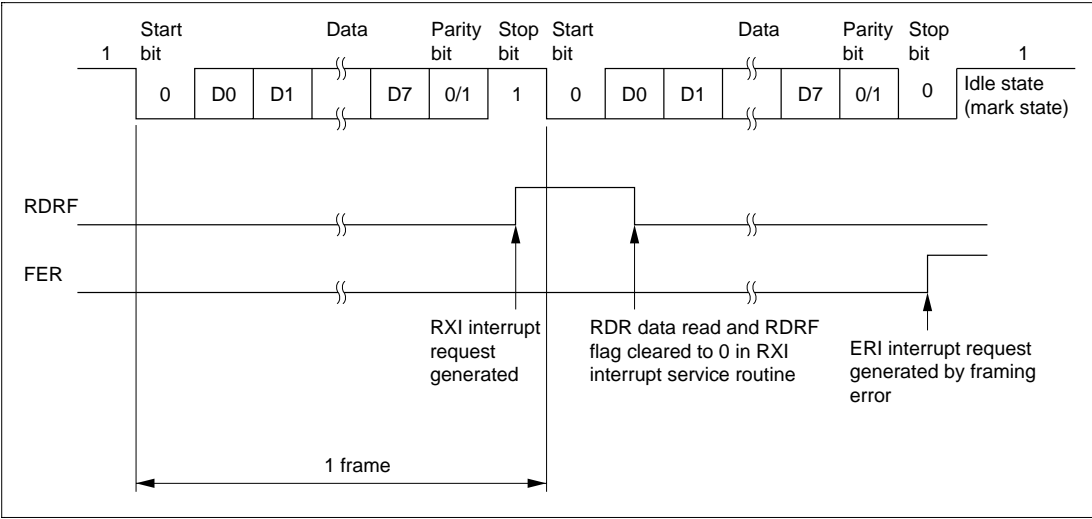 Start bit Data Parity bit Stop bit Start bit Data Parity bit Stop bit
1 1
0 D0 D1 D7 0/1 1 0 D0 D1 D7 0/1 0 Idle state (mark state)
RDRF
FER
RXI interrupt
request
generated
RDR data read and RDRF
flag cleared to 0 in RXI
interrupt service routine
ERI interrupt request
generated by framing
error
1 frame